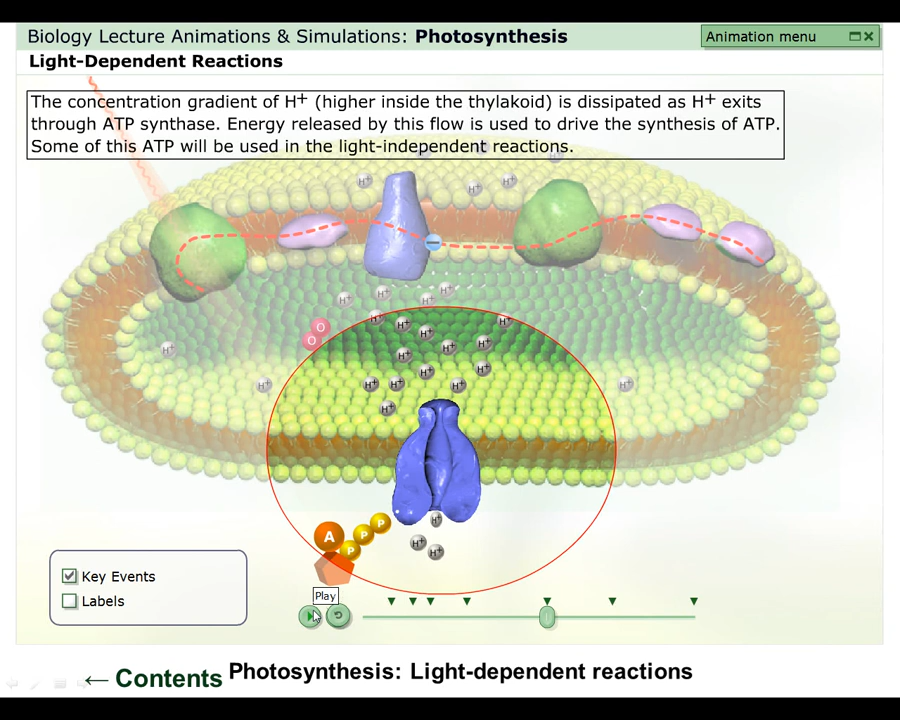 Biology Lecture Animations & Simulations: Photosynthesis
Animation menu
Light-Dependent Reactions
The concentration gradient of H+ (higher inside the thylakoid) is dissipated as H+ exits
through ATP synthase. Energy released by this flow is used to drive the synthesis of ATP.
Some of this ATP will be used in the light-independent reactions.
H+
H+ H+
H+ H+ H+
H+ H+
H+ H+ H+
O
O
H+
H+ H+
H+ H+
H+
H+ H+ H+ H+ H+
H+
H+
A P P P
H+ H+
Key Events
Labels
Play
← Contents Photosynthesis: Light-dependent reactions